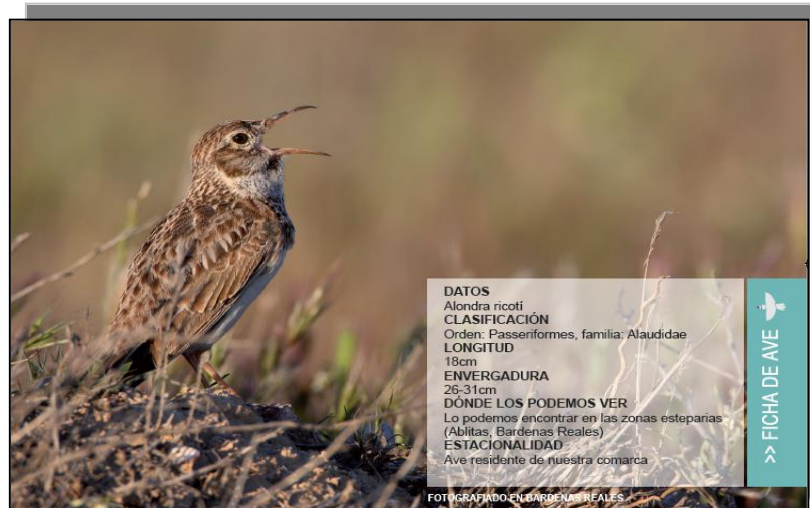 DATOS
Alondra ricotí
CLASIFICACIÓN
Orden: Passeriformes, familia: Alaudidae
LONGITUD
18cm
ENVERGADURA
26-31cm
DÓNDE LOS PODEMOS VER
Lo podemos encontrar en las zonas esteparias
(Ablitas, Bardenas Reales)
ESTACIONALIDAD
Ave residente de nuestra comarca
>> FICHA DE AVE
FOTOGRAFIADO EN BARDENAS REALES